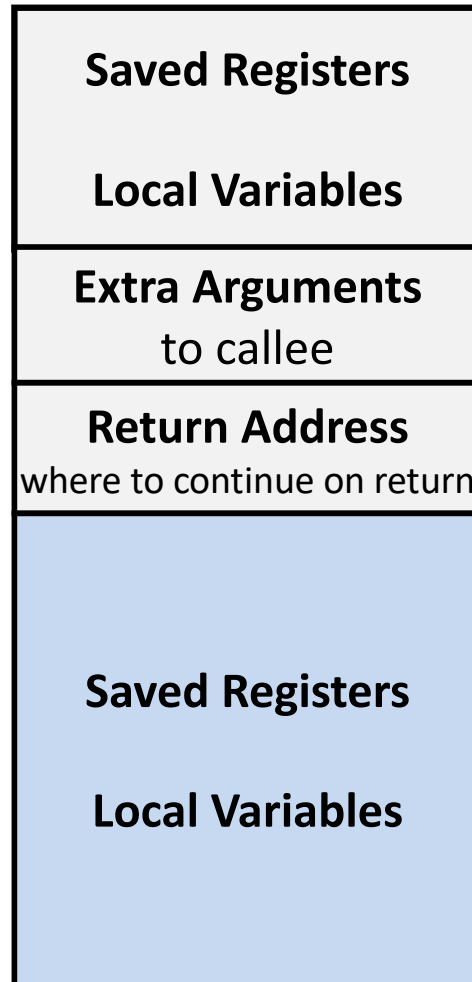 Saved Registers
Local Variables
Extra Arguments
to callee
Return Address
where to continue on return
Saved Registers
Local Variables